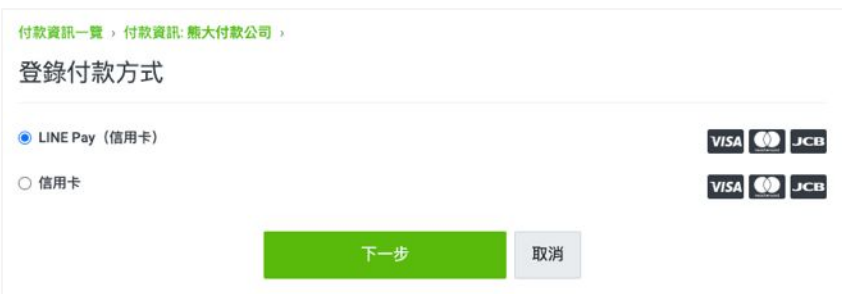 付款資訊一覽 › 付款資訊: 熊大付款公司 ›
登錄付款方式
LINE Pay（信用卡） VISA JCB
信用卡 VISA JCB
下一步 取消